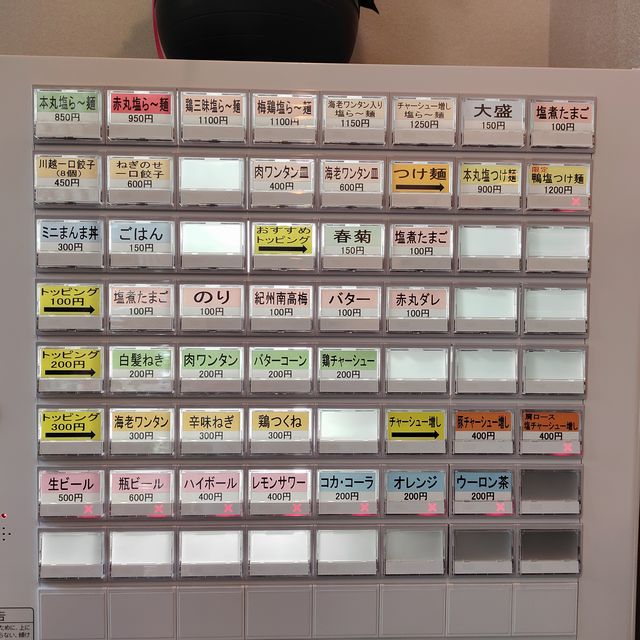 本丸塩ら～麺
850円
赤丸塩ら～麺
950円
鶏三昧塩ら～麺
1100円
梅鶏塩ら～麺
1100円
海老ワンタン入り
塩ら～麺
1150円
チャーシュー増し
塩ら～麺
1250円
大盛
150円
塩煮たまご
100円
川越一口餃子
(8個)
450円
ねぎのせ
一口餃子
600円
肉ワンタン皿
400円
海老ワンタン皿
600円
つけ麺
本丸塩つけ麺
900円
限定
鴨塩つけ麺
1200円
ミニまんま丼
300円
ごはん
150円
おすすめ
トッピング
春菊
150円
塩煮たまご
100円
トッピング
100円
塩煮たまご
100円
のり
100円
紀州南高梅
100円
バター
100円
赤丸ダレ
100円
トッピング
200円
白髪ねぎ
200円
肉ワンタン
200円
バターコーン
200円
鶏チャーシュー
200円
トッピング
300円
海老ワンタン
300円
辛味ねぎ
300円
鶏つくね
300円
チャーシュー増し
豚チャーシュー増し
400円
肩ロース
塩チャーシュー増し
400円
生ビール
500円
瓶ビール
600円
ハイボール
400円
レモンサワー
400円
コカ･コーラ
200円
オレンジ
200円
ウーロン茶
200円